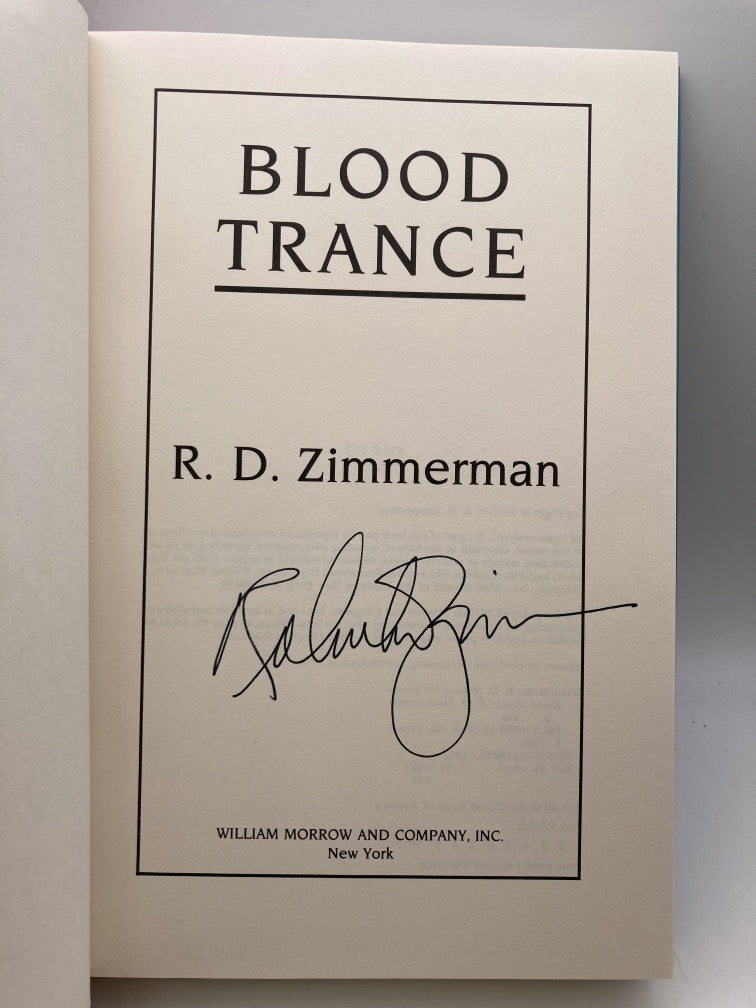 BLOOD
TRANCE
R. D. Zimmerman
WILLIAM MORROW AND COMPANY, INC.
New York